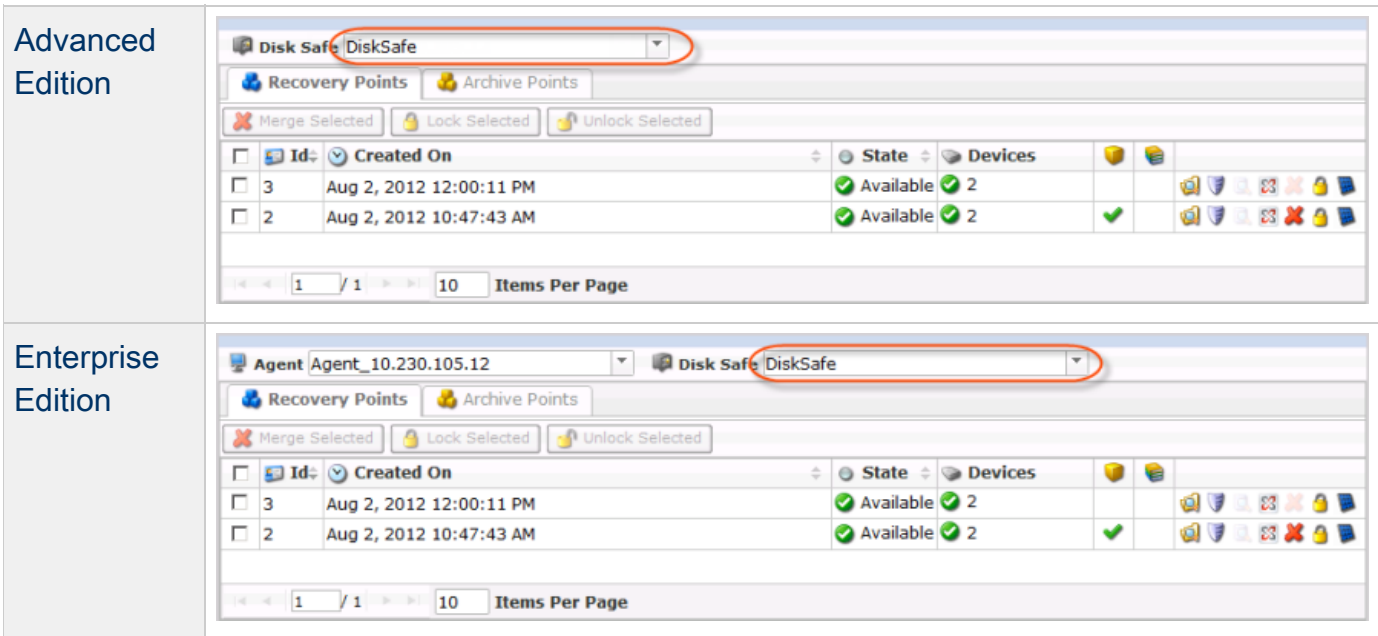 Advanced
Edition
Disk Safe DiskSafe
Recovery Points Archive Points
Merge Selected Lock Selected Unlock Selected
Id Created On State Devices
3 Aug 2, 2012 12:00:11 PM Available 2
2 Aug 2, 2012 10:47:43 AM Available 2
1 / 1 10 Items Per Page
Enterprise
Edition
Agent Agent_10.230.105.12 Disk Safe DiskSafe
Recovery Points Archive Points
Merge Selected Lock Selected Unlock Selected
Id Created On State Devices
3 Aug 2, 2012 12:00:11 PM Available 2
2 Aug 2, 2012 10:47:43 AM Available 2
1 / 1 10 Items Per Page